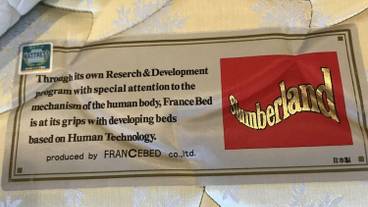 MATTRESS
Through its own Reserch & Development
program with special attention to the
mechanism of the human body, France Bed
is at its grips with developing beds
based on Human Technology.
produced by FRANCEBED co., ltd.
Slumberland
日本製